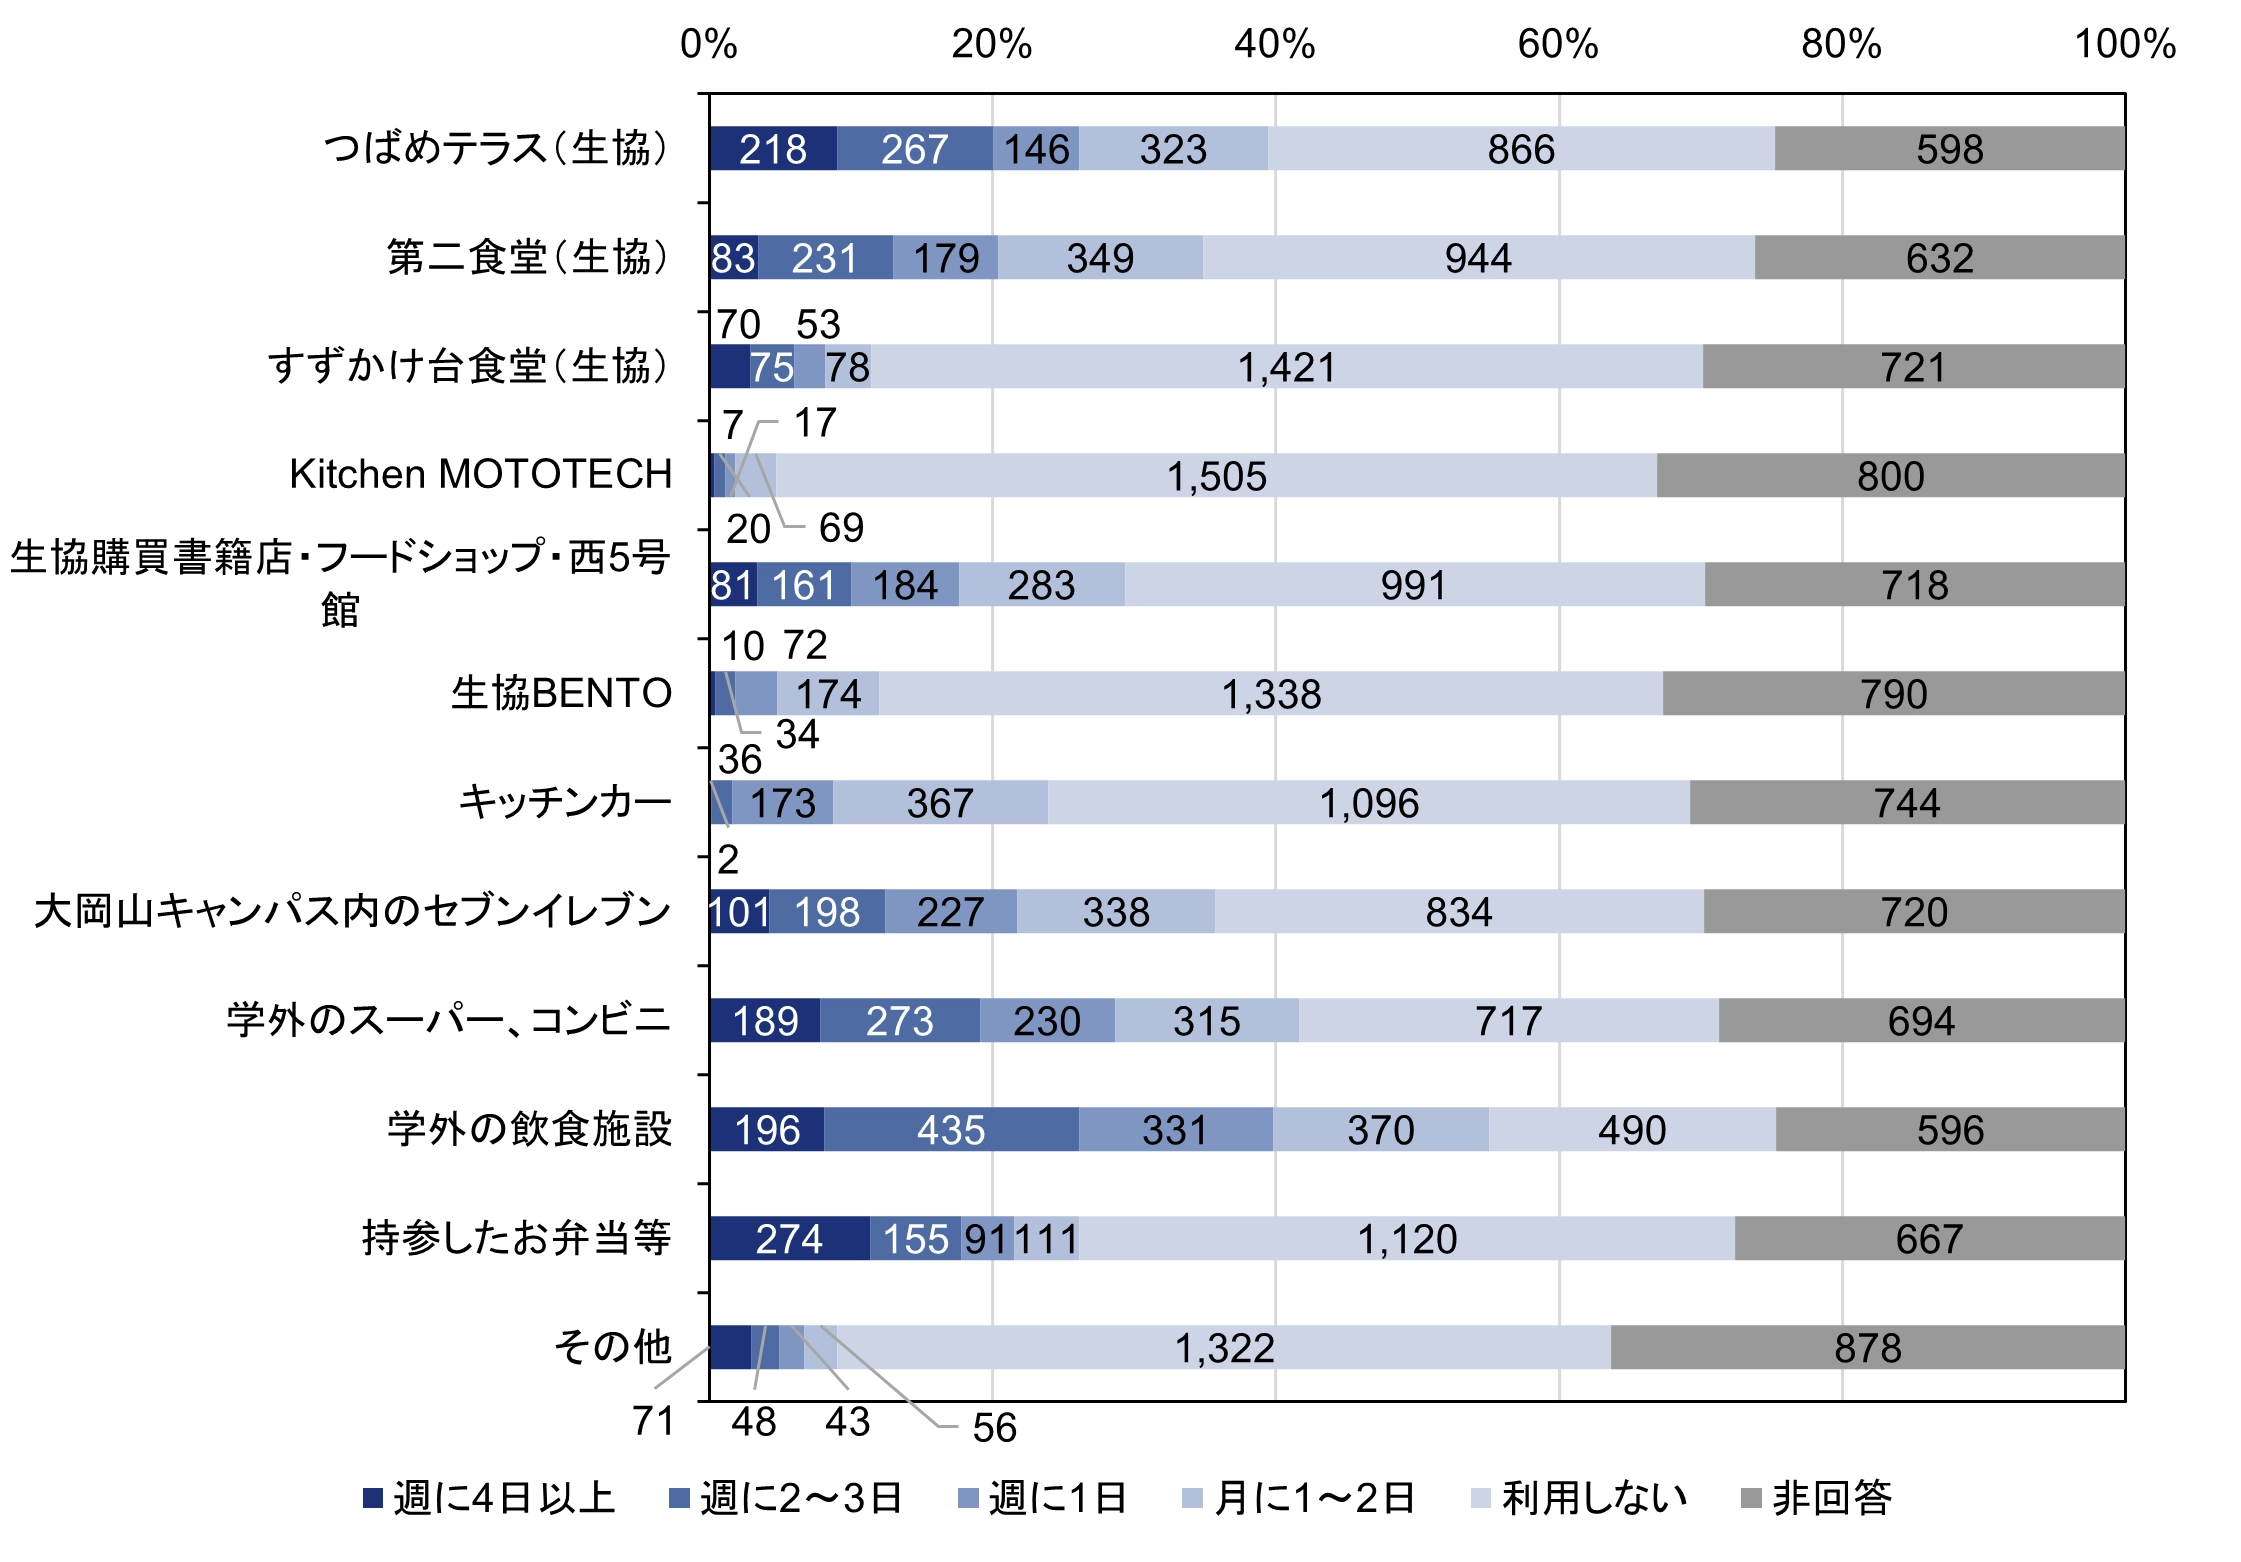 0% 20% 40% 60% 80% 100%
つばめテラス（生協） 218 267 146 323 866 598
第二食堂（生協） 83 231 179 349 944 632
70 53
すずかけ台食堂（生協） 75 78 1,421 721
7 17
Kitchen MOTOTECH 1,505 800
20 69
生協購買書籍店・フードショップ・西5号
館
81 161 184 283 991 718
10 72
生協BENTO 174 1,338 790
34
36
キッチンカー 173 367 1,096 744
2
大岡山キャンパス内のセブンイレブン 101 198 227 338 834 720
学外のスーパー、コンビニ 189 273 230 315 717 694
学外の飲食施設 196 435 331 370 490 596
持参したお弁当等 274 155 91 111 1,120 667
その他 1,322 878
71 48 43 56
週に4日以上 週に2～3日 週に1日 月に1～2日 利用しない 非回答